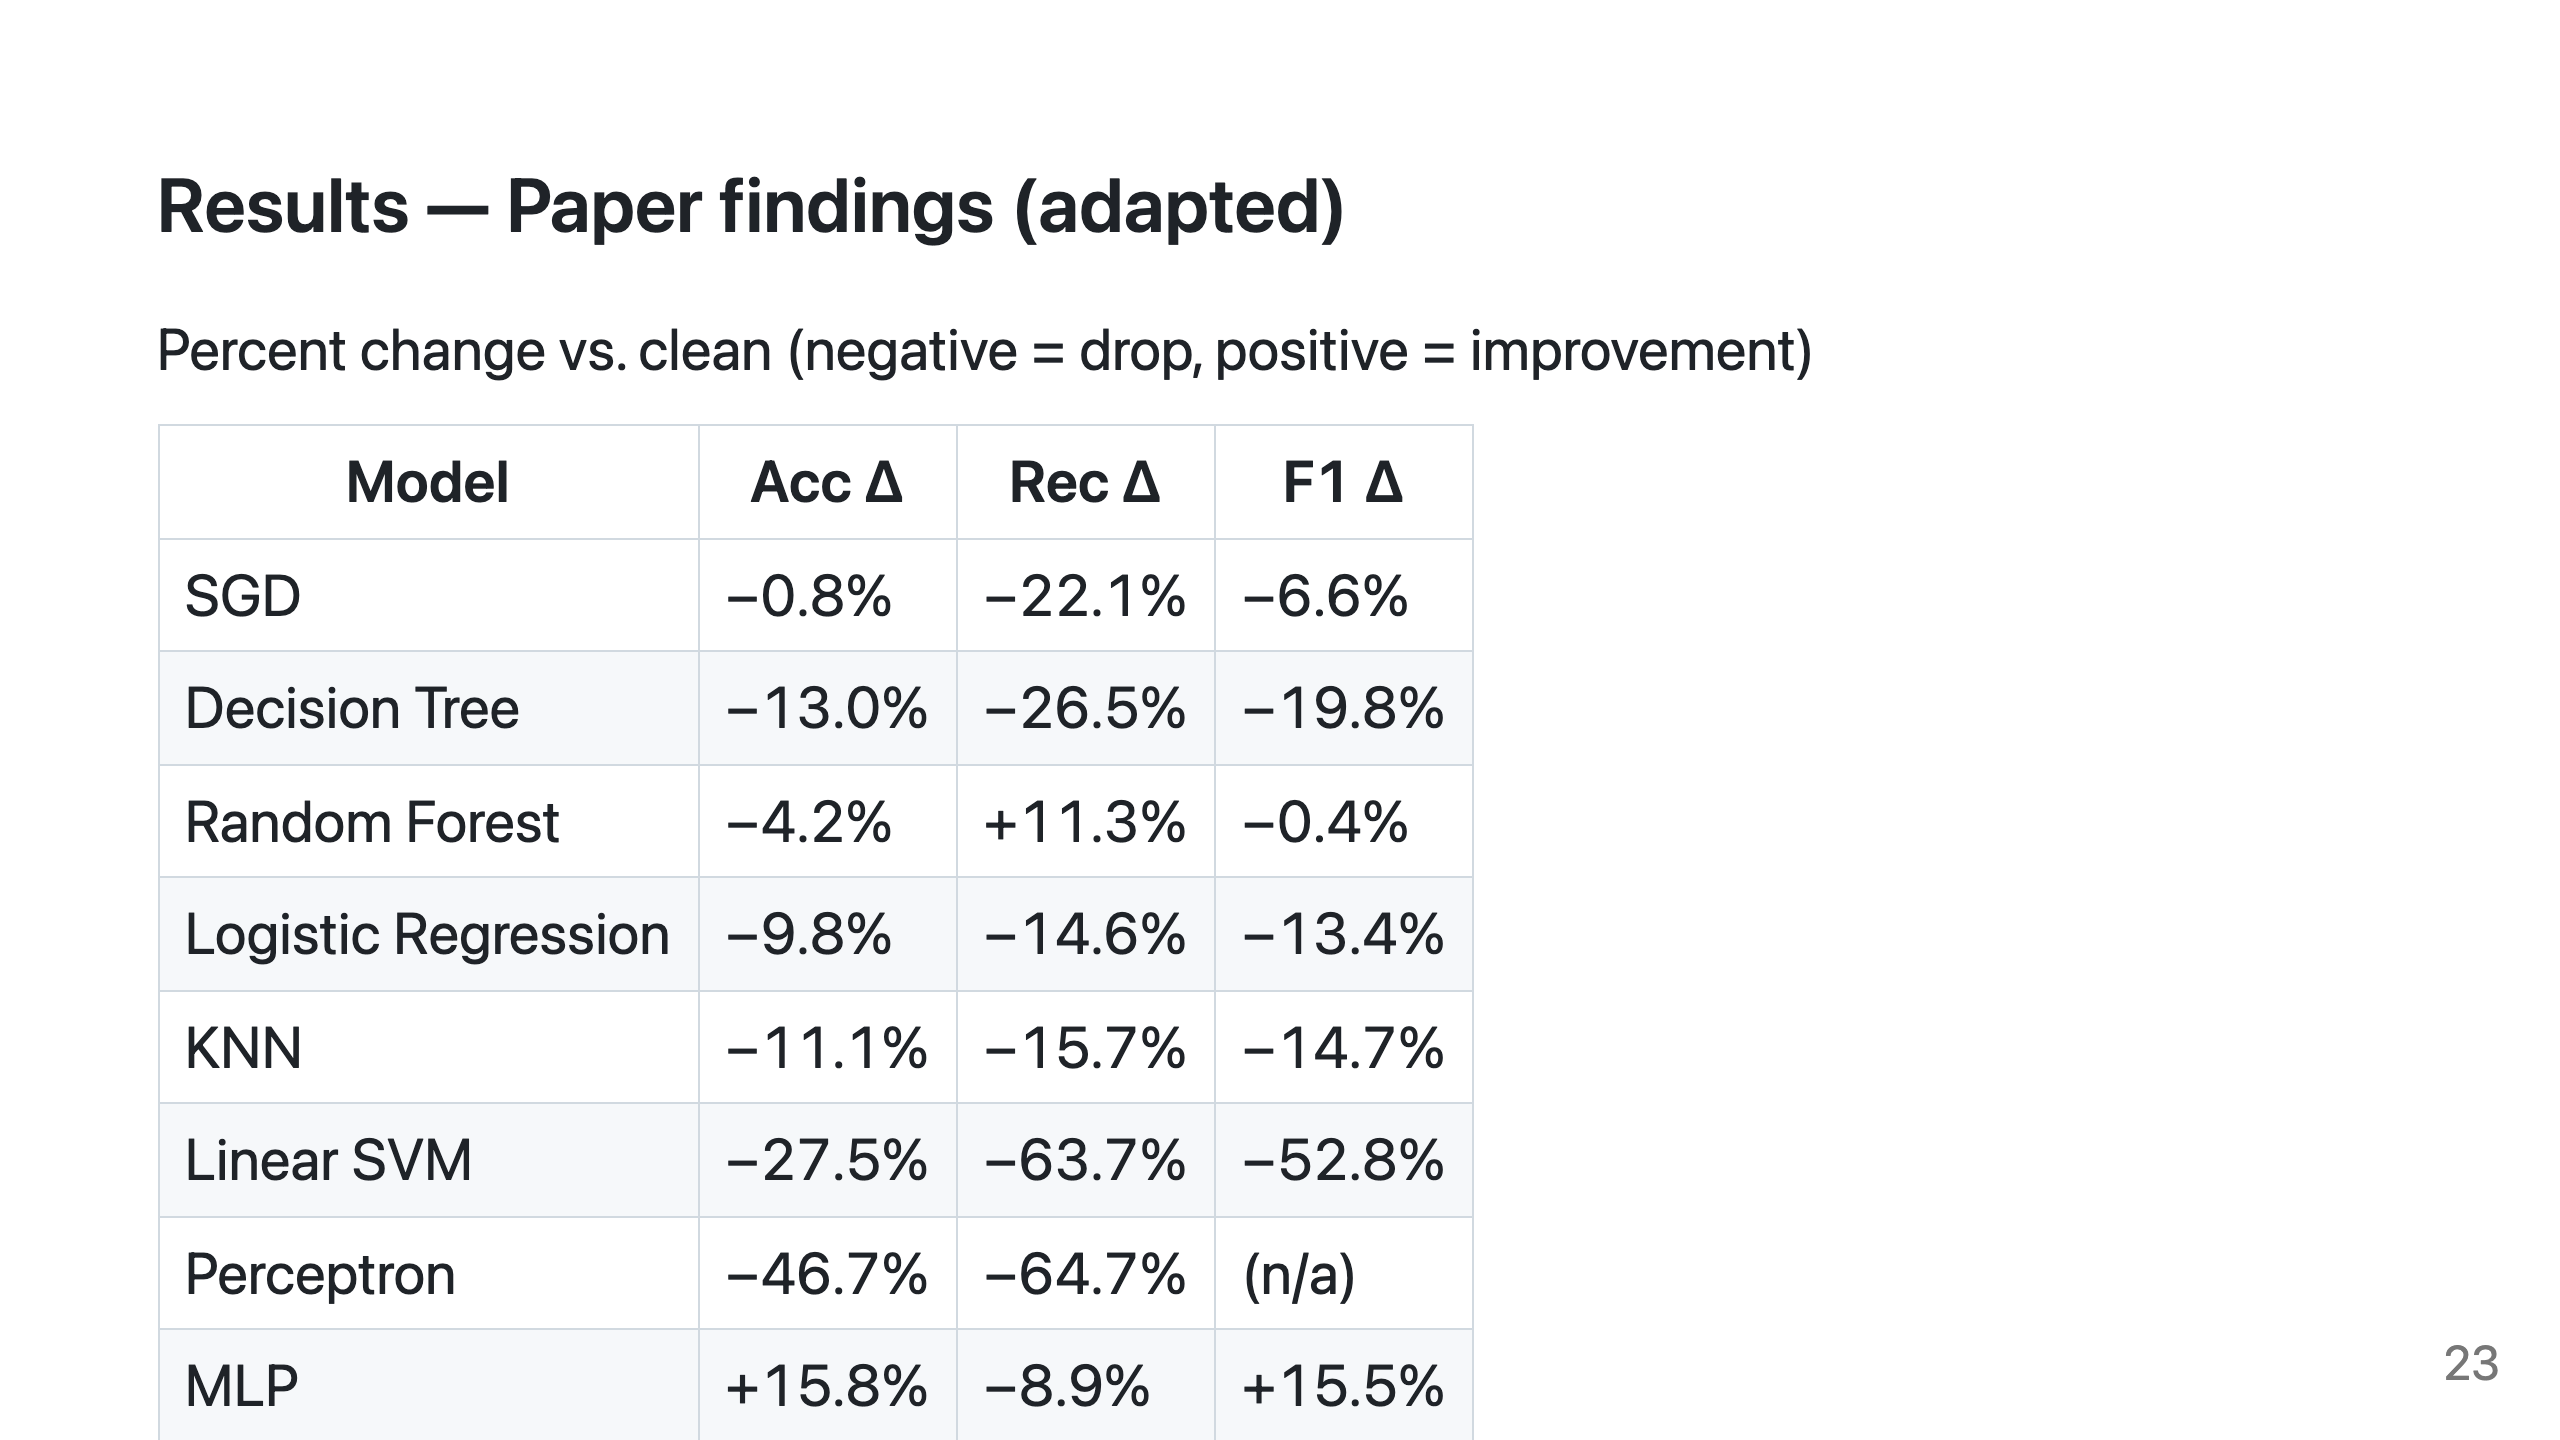 Results — Paper findings (adapted)
Percent change vs. clean (negative = drop, positive = improvement)
Model Acc Δ Rec Δ F1 Δ
SGD −0.8% −22.1% −6.6%
Decision Tree −13.0% −26.5% −19.8%
Random Forest −4.2% +11.3% −0.4%
Logistic Regression −9.8% −14.6% −13.4%
KNN −11.1% −15.7% −14.7%
Linear SVM −27.5% −63.7% −52.8%
Perceptron −46.7% −64.7% (n/a)
MLP +15.8% −8.9% +15.5%
23